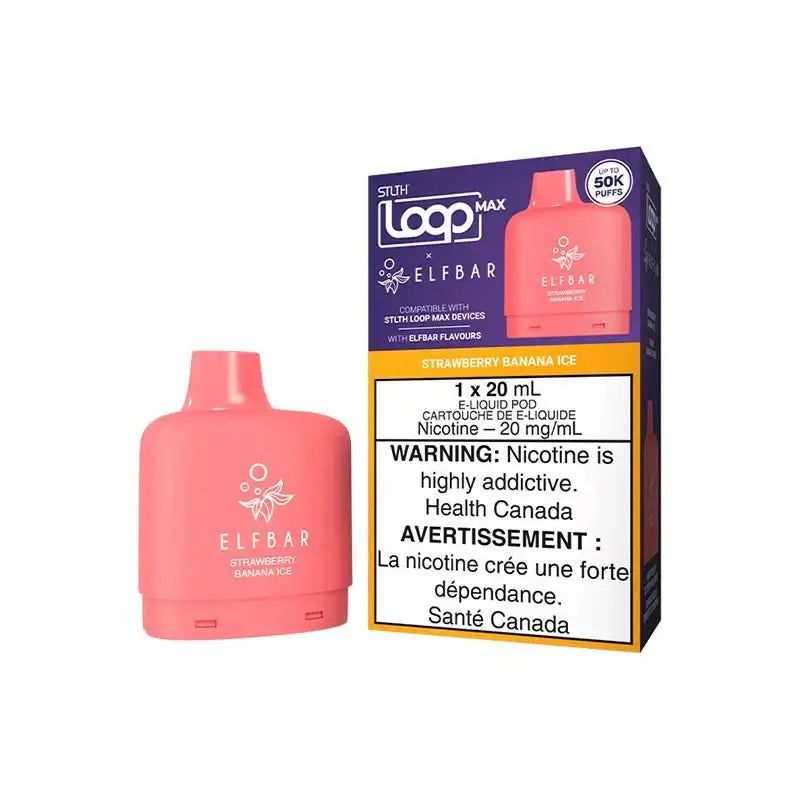 ELFBAR
STRAWBERRY
BANANA ICE
STLTH
Loop MAX
×
ELFBAR
COMPATIBLE WITH
STLTH LOOP MAX DEVICES
WITH ELFBAR FLAVOURS
UP TO
50K
PUFFS
ELFBAR
STRAWBERRY
BANANA ICE
STRAWBERRY BANANA ICE
1 x 20 mL
E-LIQUID POD
CARTOUCHE DE E-LIQUIDE
Nicotine – 20 mg/mL
WARNING: Nicotine is
highly addictive.
Health Canada
AVERTISSEMENT :
La nicotine crée une forte
dépendance.
Santé Canada